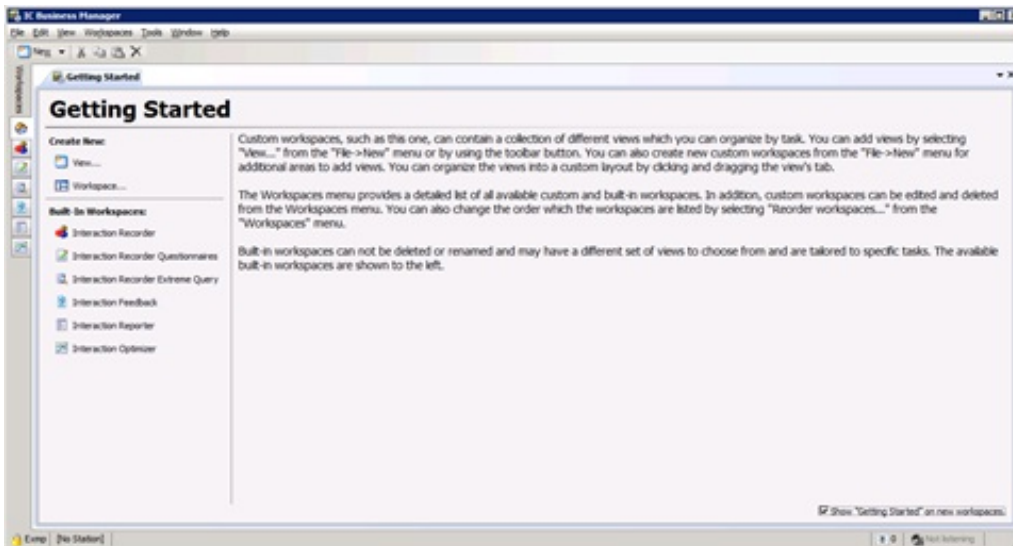 IC Business Manager
File Edit View Workspaces Tools Window Help
New
Workspaces
Getting Started
Getting Started
Create New:
View...
Workspace...
Built-In Workspaces:
Interaction Recorder
Interaction Recorder Questionnaires
Interaction Recorder Extreme Query
Interaction Feedback
Interaction Reporter
Interaction Optimizer
Custom workspaces, such as this one, can contain a collection of different views which you can organize by task. You can add views by selecting
"View..." from the "File->New" menu or by using the toolbar button. You can also create new custom workspaces from the "File->New" menu for
additional areas to add views. You can organize the views into a custom layout by clicking and dragging the view's tab.
The Workspaces menu provides a detailed list of all available custom and built-in workspaces. In addition, custom workspaces can be edited and deleted
from the Workspaces menu. You can also change the order which the workspaces are listed by selecting "Reorder workspaces..." from the
"Workspaces" menu.
Built-in workspaces can not be deleted or renamed and may have a different set of views to choose from and are tailored to specific tasks. The available
built-in workspaces are shown to the left.
Show "Getting Started" on new workspaces.
[No Station]
0
Not listening